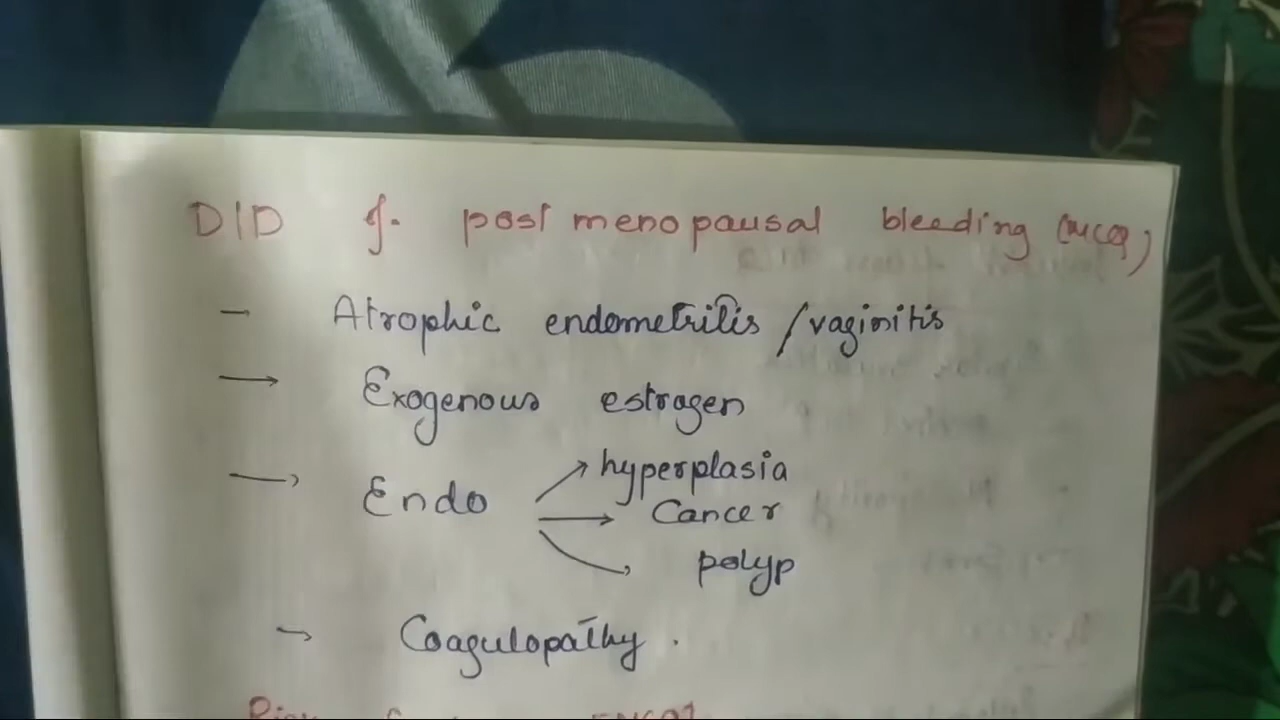 D/D of post menopausal bleeding (MCQ)
- Atrophic endometritis / vaginitis
→ Exogenous estrogen
→ Endo → hyperplasia
→ Cancer
→ polyp
→ Coagulopathy.